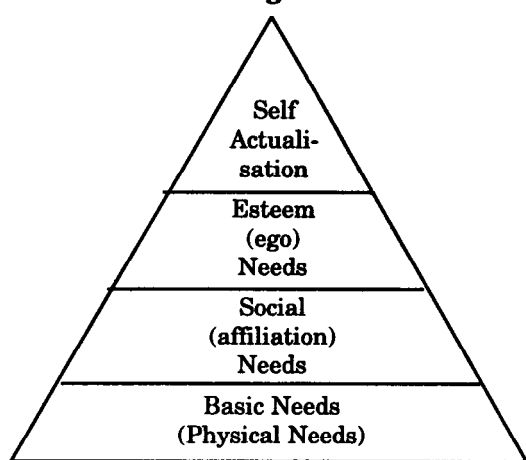 Self
Actuali-
sation
Esteem
(ego)
Needs
Social
(affiliation)
Needs
Basic Needs
(Physical Needs)